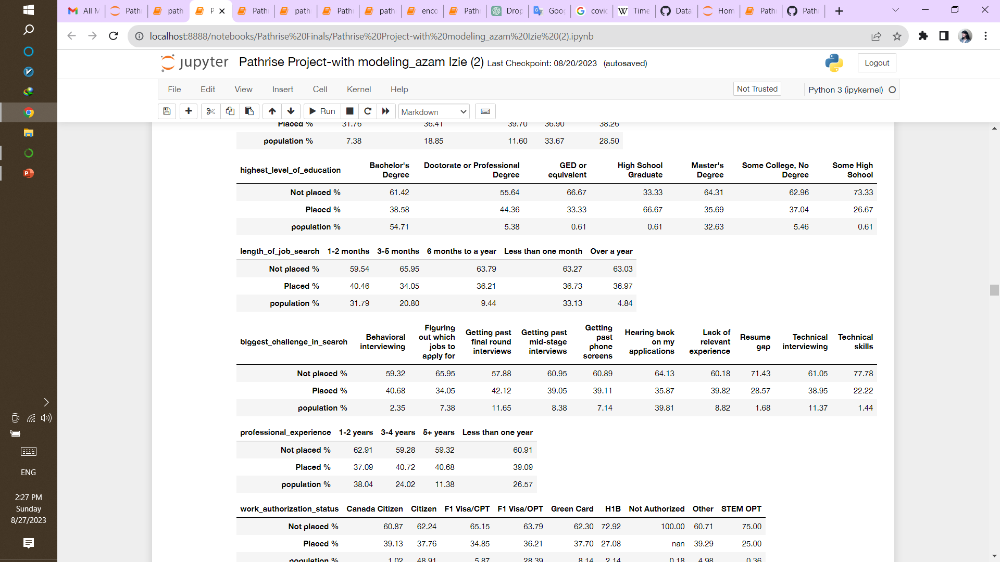 All M
Pathr
path
P
Pathr
path
Pathr
path
enco
Pathr
Drop
Goog
covid
Time
Data
Hom
Pathr
Pathr
localhost:8888/notebooks/Pathrise%20Finals/Pathrise%20Project-with%20modeling_azam%20Izie%20(2).ipynb
jupyter Pathrise Project-with modeling_azam Izie (2) Last Checkpoint: 08/20/2023 (autosaved)
Logout
File Edit View Insert Cell Kernel Help
Not Trusted
Python 3 (ipykernel)
Run
Markdown
Placed % 31.76 36.41 39.70 36.90 38.26
population % 7.38 18.85 11.60 33.67 28.50
highest_level_of_education Bachelor's Degree Doctorate or Professional Degree GED or equivalent High School Graduate Master's Degree Some College, No Degree Some High School
Not placed % 61.42 55.64 66.67 33.33 64.31 62.96 73.33
Placed % 38.58 44.36 33.33 66.67 35.69 37.04 26.67
population % 54.71 5.38 0.61 0.61 32.63 5.46 0.61
length_of_job_search 1-2 months 3-5 months 6 months to a year Less than one month Over a year
Not placed % 59.54 65.95 63.79 63.27 63.03
Placed % 40.46 34.05 36.21 36.73 36.97
population % 31.79 20.80 9.44 33.13 4.84
biggest_challenge_in_search Behavioral interviewing Figuring out which jobs to apply for Getting past final round interviews Getting past mid-stage interviews Getting past phone screens Hearing back on my applications Lack of relevant experience Resume gap Technical interviewing Technical skills
Not placed % 59.32 65.95 57.88 60.95 60.89 64.13 60.18 71.43 61.05 77.78
Placed % 40.68 34.05 42.12 39.05 39.11 35.87 39.82 28.57 38.95 22.22
population % 2.35 7.38 11.65 8.38 7.14 39.81 8.82 1.68 11.37 1.44
professional_experience 1-2 years 3-4 years 5+ years Less than one year
Not placed % 62.91 59.28 59.32 60.91
Placed % 37.09 40.72 40.68 39.09
population % 38.04 24.02 11.38 26.57
work_authorization_status Canada Citizen Citizen F1 Visa/CPT F1 Visa/OPT Green Card H1B Not Authorized Other STEM OPT
Not placed % 60.87 62.24 65.15 63.79 62.30 72.92 100.00 60.71 75.00
Placed % 39.13 37.76 34.85 36.21 37.70 27.08 nan 39.29 25.00
population % 1.02 48.91 5.87 28.39 8.14 2.14 0.18 4.98 0.36
ENG
2:27 PM
Sunday
8/27/2023